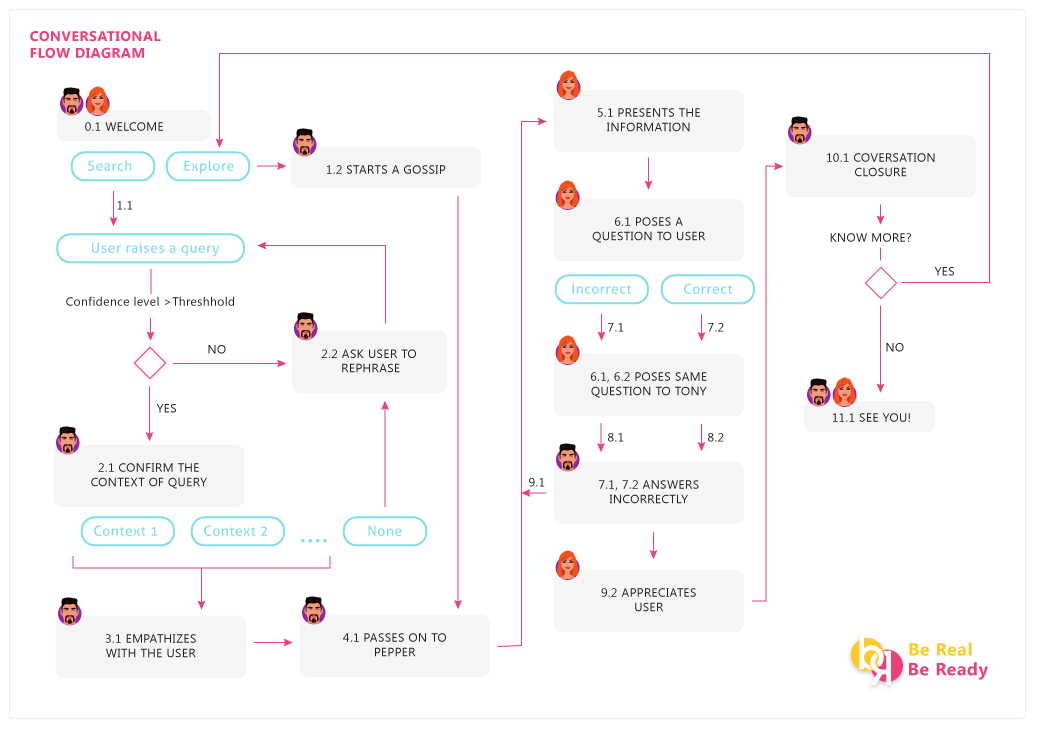 CONVERSATIONAL
FLOW DIAGRAM
0.1 WELCOME
Search
Explore
1.1
1.2 STARTS A GOSSIP
User raises a query
Confidence level >Threshhold
NO
YES
2.2 ASK USER TO
REPHRASE
2.1 CONFIRM THE
CONTEXT OF QUERY
Context 1
Context 2
....
None
3.1 EMPATHIZES
WITH THE USER
4.1 PASSES ON TO
PEPPER
5.1 PRESENTS THE
INFORMATION
6.1 POSES A
QUESTION TO USER
Incorrect
Correct
7.1
7.2
6.1, 6.2 POSES SAME
QUESTION TO TONY
8.1
8.2
7.1, 7.2 ANSWERS
INCORRECTLY
9.1
9.2 APPRECIATES
USER
10.1 COVERSATION
CLOSURE
KNOW MORE?
YES
NO
11.1 SEE YOU!
Be Real
Be Ready